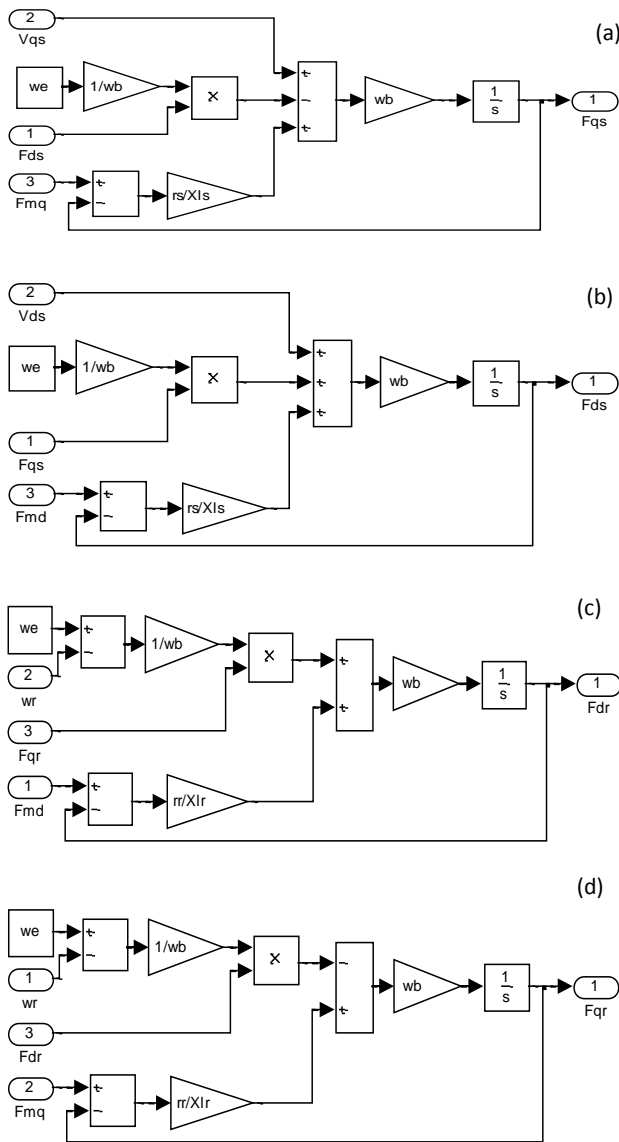 (a)
2
Vqs
we
1/wb
×
1
Fds
3
Fmq
+
−
rs/Xls
+
−
+
wb
1
s
1
Fqs
(b)
2
Vds
we
1/wb
×
1
Fqs
3
Fmd
+
−
rs/Xls
+
+
+
wb
1
s
1
Fds
(c)
we
2
wr
+
−
1/wb
×
3
Fqr
1
Fmd
+
−
rr/Xlr
+
+
wb
1
s
1
Fdr
(d)
we
1
wr
+
−
1/wb
×
3
Fdr
2
Fmq
+
−
rr/Xlr
−
+
wb
1
s
1
Fqr